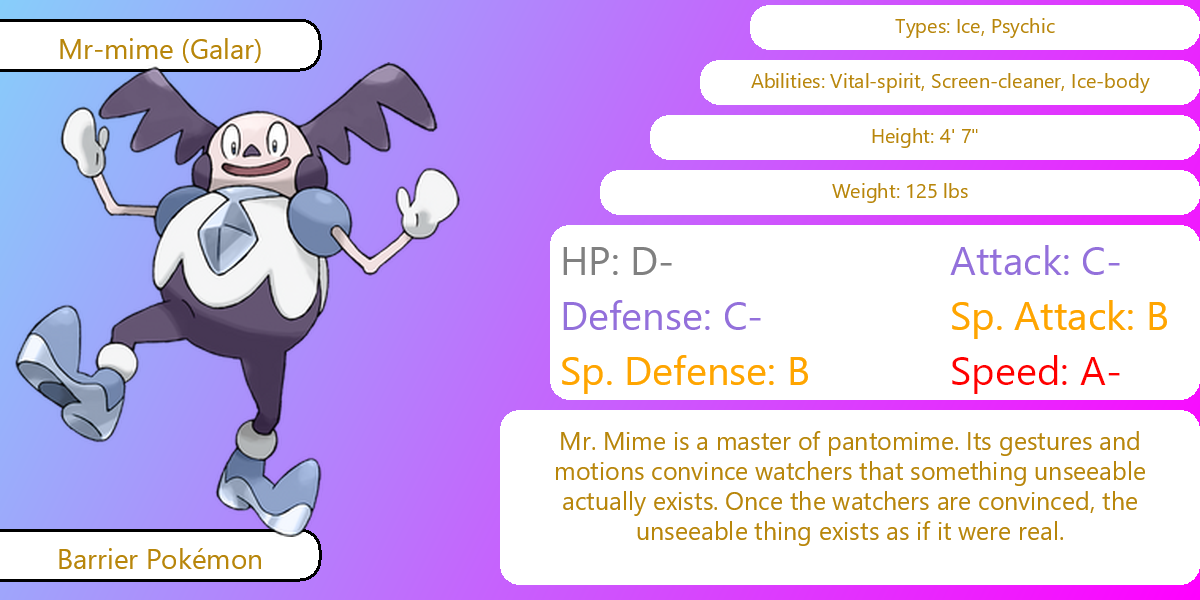 Mr-mime (Galar)
Types: Ice, Psychic
Abilities: Vital-spirit, Screen-cleaner, Ice-body
Height: 4' 7"
Weight: 125 lbs
HP: D-
Attack: C-
Defense: C-
Sp. Attack: B
Sp. Defense: B
Speed: A-
Mr. Mime is a master of pantomime. Its gestures and
motions convince watchers that something unseeable
actually exists. Once the watchers are convinced, the
unseeable thing exists as if it were real.
Barrier Pokémon